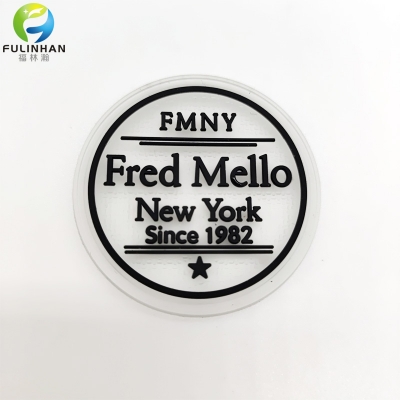 FULINHAN
福林瀚
FMNY
Fred Mello
New York
Since 1982